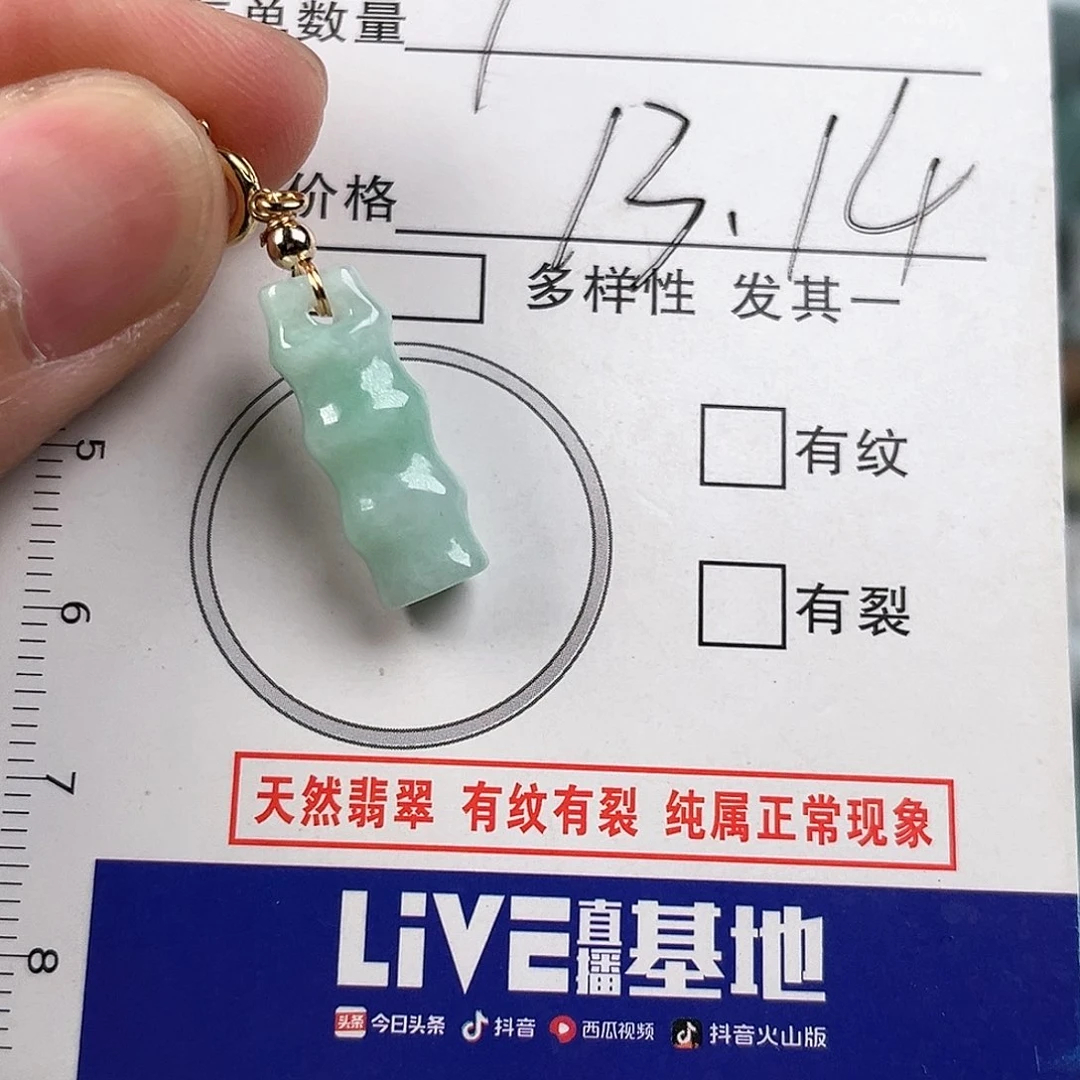 单数量 1
价格 13.14
多样性 发其一
有纹
5
有裂
6
7
天然翡翠 有纹有裂 纯属正常现象
8
LiVE直播基地
头条 今日头条 抖音 西瓜视频 抖音火山版